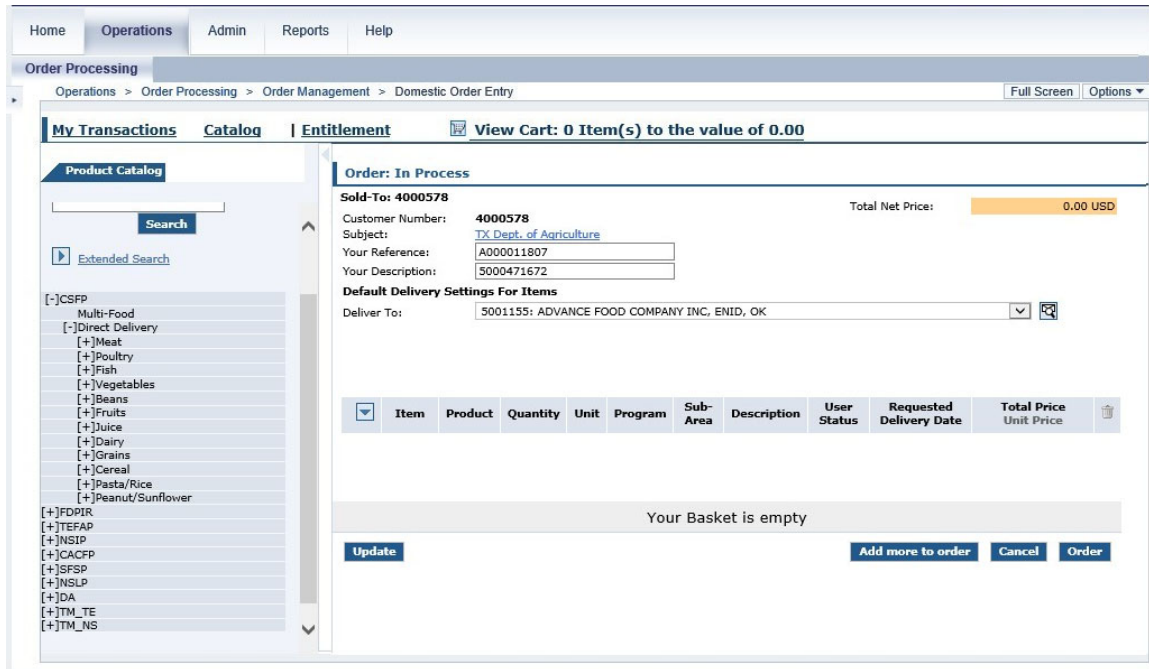 Home Operations Admin Reports Help
Order Processing
Operations > Order Processing > Order Management > Domestic Order Entry Full Screen Options
My Transactions Catalog | Entitlement View Cart: 0 Item(s) to the value of 0.00
Product Catalog
Search
Extended Search
[-]CSFP
Multi-Food
[-]Direct Delivery
[+]Meat
[+]Poultry
[+]Fish
[+]Vegetables
[+]Beans
[+]Fruits
[+]Juice
[+]Dairy
[+]Grains
[+]Cereal
[+]Pasta/Rice
[+]Peanut/Sunflower
[+]FDPIR
[+]TEFAP
[+]NSIP
[+]CACFP
[+]SFSP
[+]NSLP
[+]DA
[+]TM_TE
[+]TM_NS
Order: In Process
Sold-To: 4000578
Total Net Price: 0.00 USD
Customer Number: 4000578
Subject: TX Dept. of Agriculture
Your Reference: A000011807
Your Description: 5000471672
Default Delivery Settings For Items
Deliver To: 5001155: ADVANCE FOOD COMPANY INC, ENID, OK
Item Product Quantity Unit Program Sub-Area Description User Status Requested Delivery Date Total Price Unit Price
Your Basket is empty
Update Add more to order Cancel Order